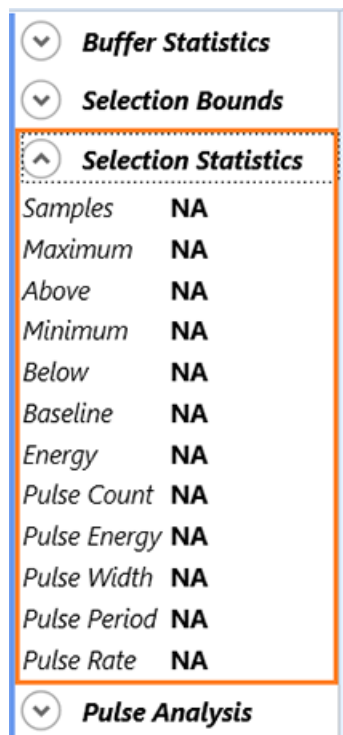 Buffer Statistics
Selection Bounds
Selection Statistics
Samples NA
Maximum NA
Above NA
Minimum NA
Below NA
Baseline NA
Energy NA
Pulse Count NA
Pulse Energy NA
Pulse Width NA
Pulse Period NA
Pulse Rate NA
Pulse Analysis